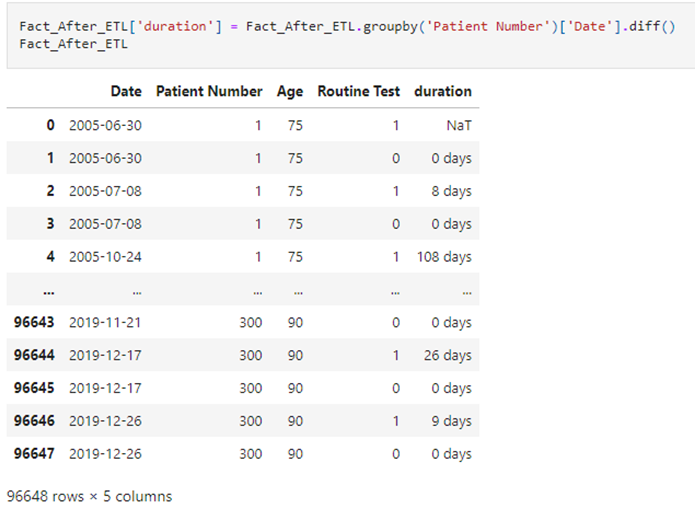 Fact_After_ETL['duration'] = Fact_After_ETL.groupby('Patient Number')['Date'].diff()
Fact_After_ETL
Date Patient Number Age Routine Test duration
0 2005-06-30 1 75 1 NaT
1 2005-06-30 1 75 0 0 days
2 2005-07-08 1 75 1 8 days
3 2005-07-08 1 75 0 0 days
4 2005-10-24 1 75 1 108 days
... ... ... ... ... ...
96643 2019-11-21 300 90 0 0 days
96644 2019-12-17 300 90 1 26 days
96645 2019-12-17 300 90 0 0 days
96646 2019-12-26 300 90 1 9 days
96647 2019-12-26 300 90 0 0 days
96648 rows × 5 columns